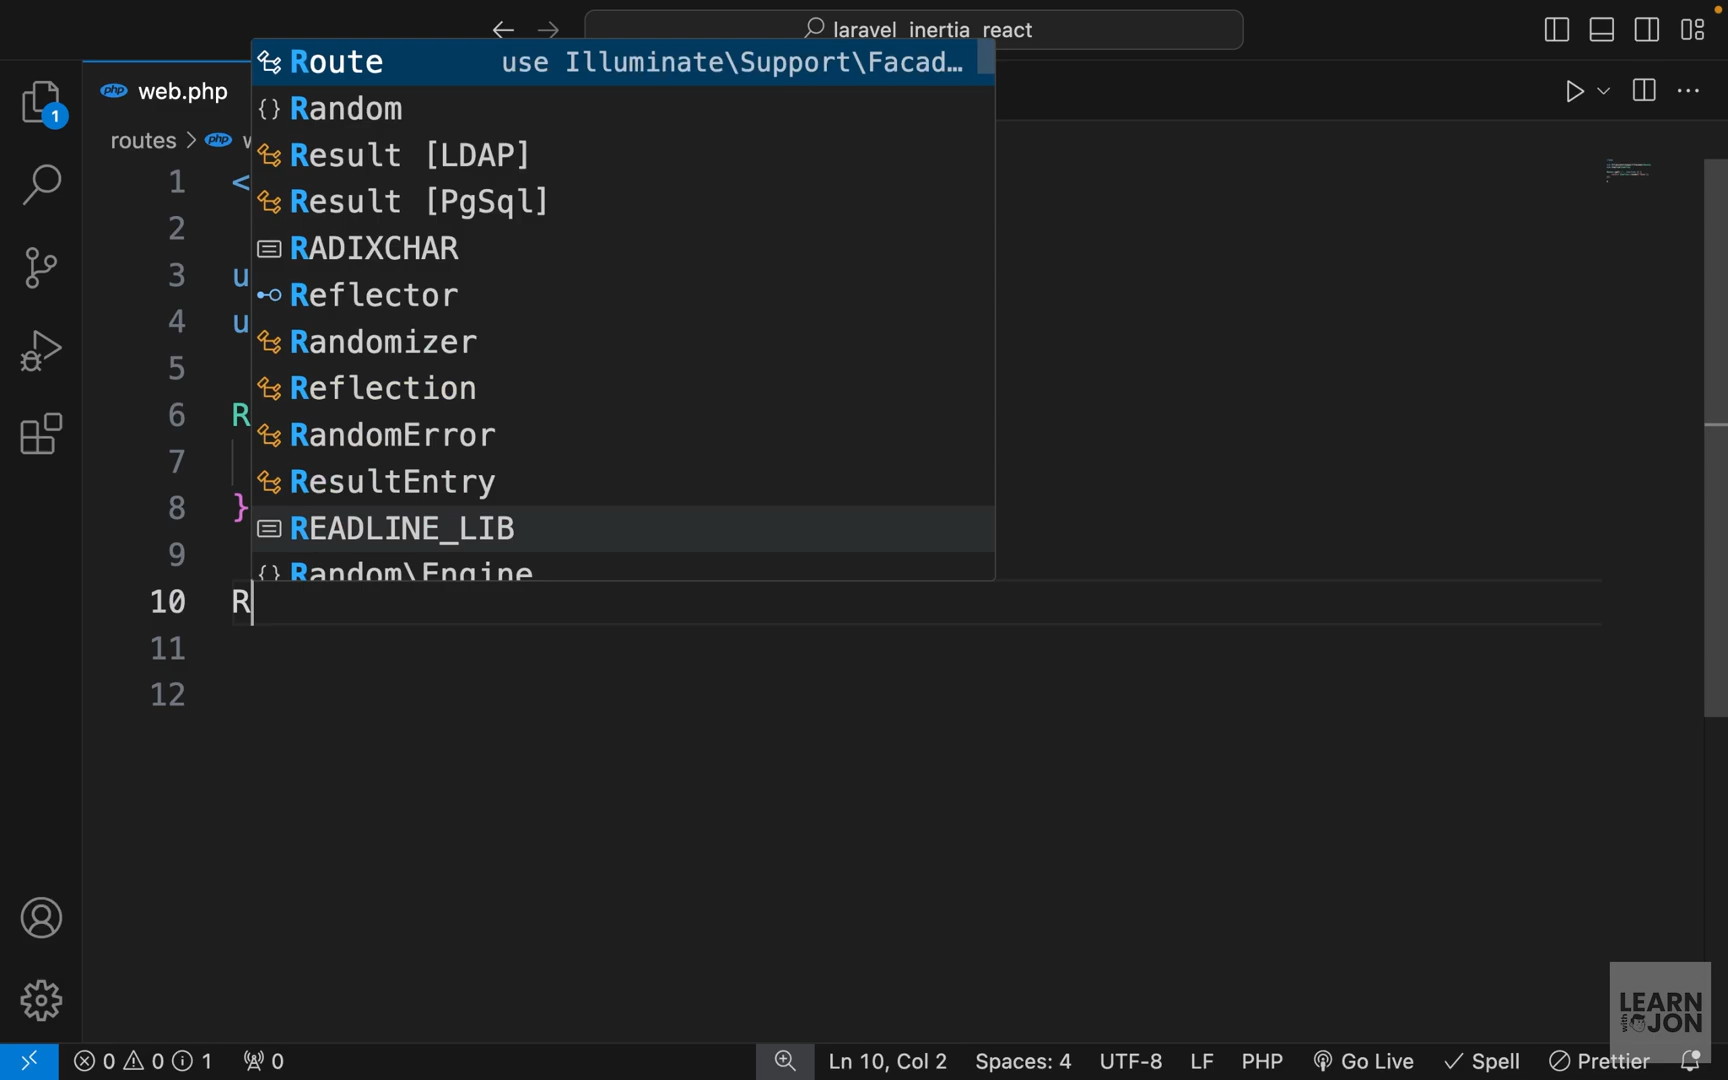 laravel_inertia_react
web.php
routes >
1 <
2
3 u
4 u
5
6 R
7
8 }
9
10 R
11
12
Route use Illuminate\Support\Facad…
Random
Result [LDAP]
Result [PgSql]
RADIXCHAR
Reflector
Randomizer
Reflection
RandomError
ResultEntry
READLINE_LIB
Random\Engine
1
LEARN
with JON
0 0 1 0 Ln 10, Col 2 Spaces: 4 UTF-8 LF PHP Go Live Spell Prettier